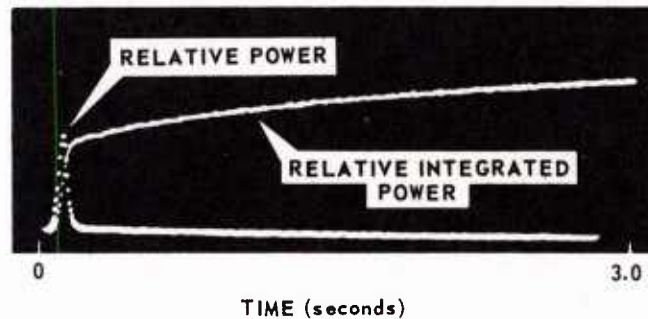 RELATIVE POWER
RELATIVE INTEGRATED
POWER
0
3.0
TIME (seconds)